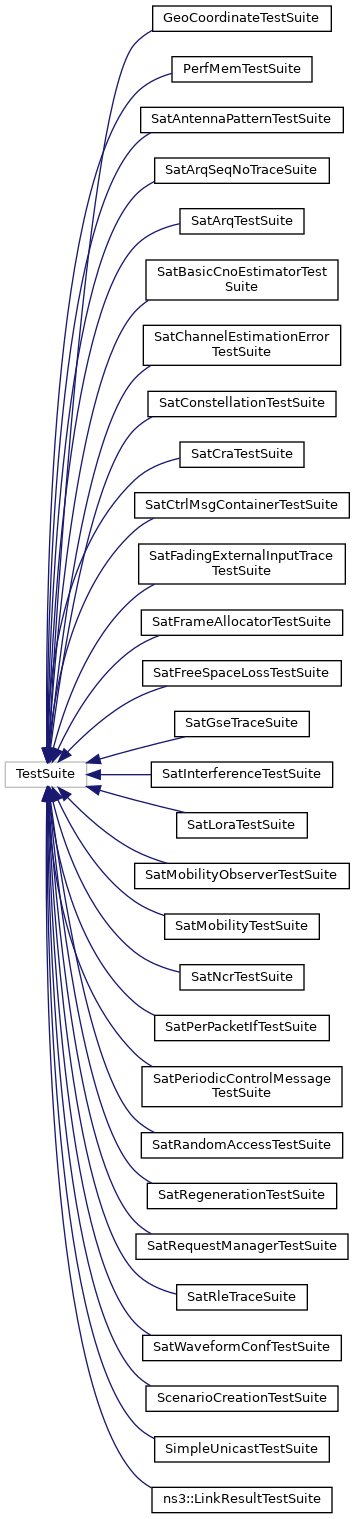 GeoCoordinateTestSuite
PerfMemTestSuite
SatAntennaPatternTestSuite
SatArqSeqNoTraceSuite
SatArqTestSuite
SatBasicCnoEstimatorTest
Suite
SatChannelEstimationError
TestSuite
SatConstellationTestSuite
SatCraTestSuite
SatCtrlMsgContainerTestSuite
SatFadingExternalInputTrace
TestSuite
SatFrameAllocatorTestSuite
SatFreeSpaceLossTestSuite
SatGseTraceSuite
TestSuite
SatInterferenceTestSuite
SatLoraTestSuite
SatMobilityObserverTestSuite
SatMobilityTestSuite
SatNcrTestSuite
SatPerPacketIfTestSuite
SatPeriodicControlMessage
TestSuite
SatRandomAccessTestSuite
SatRegenerationTestSuite
SatRequestManagerTestSuite
SatRleTraceSuite
SatWaveformConfTestSuite
ScenarioCreationTestSuite
SimpleUnicastTestSuite
ns3::LinkResultTestSuite